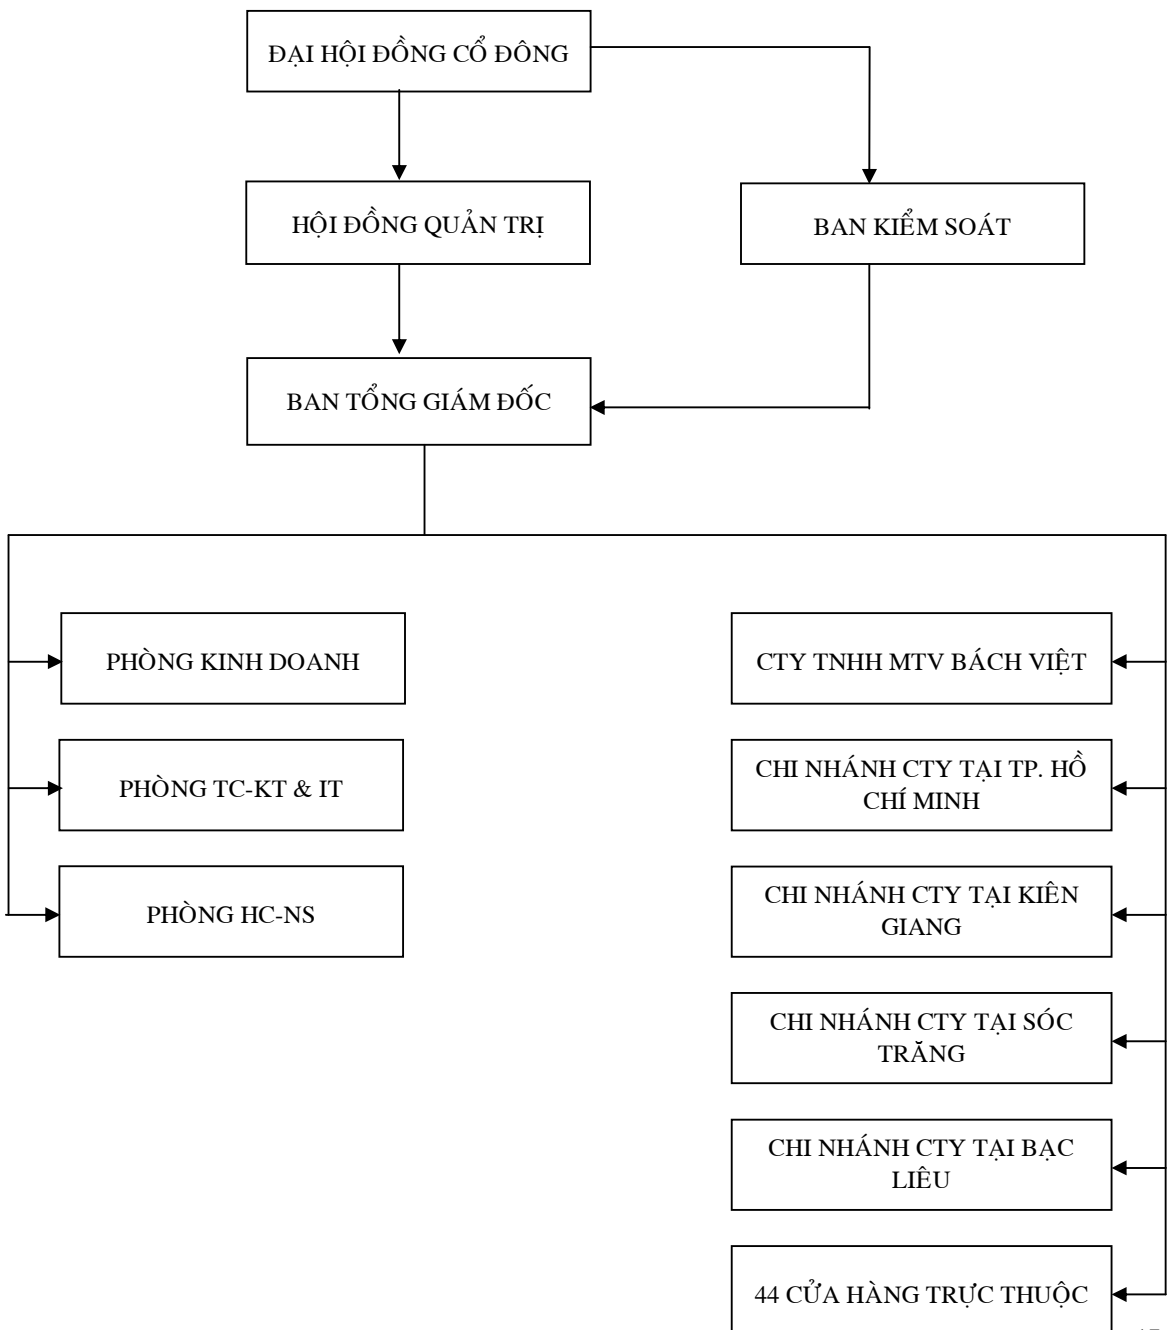 ĐẠI HỘI ĐỒNG CỔ ĐÔNG
HỘI ĐỒNG QUẢN TRỊ
BAN KIỂM SOÁT
BAN TỔNG GIÁM ĐỐC
PHÒNG KINH DOANH
PHÒNG TC-KT & IT
PHÒNG HC-NS
CTY TNHH MTV BÁCH VIỆT
CHI NHÁNH CTY TẠI TP. HỒ
CHÍ MINH
CHI NHÁNH CTY TẠI KIÊN
GIANG
CHI NHÁNH CTY TẠI SÓC
TRĂNG
CHI NHÁNH CTY TẠI BẠC
LIÊU
44 CỬA HÀNG TRỰC THUỘC